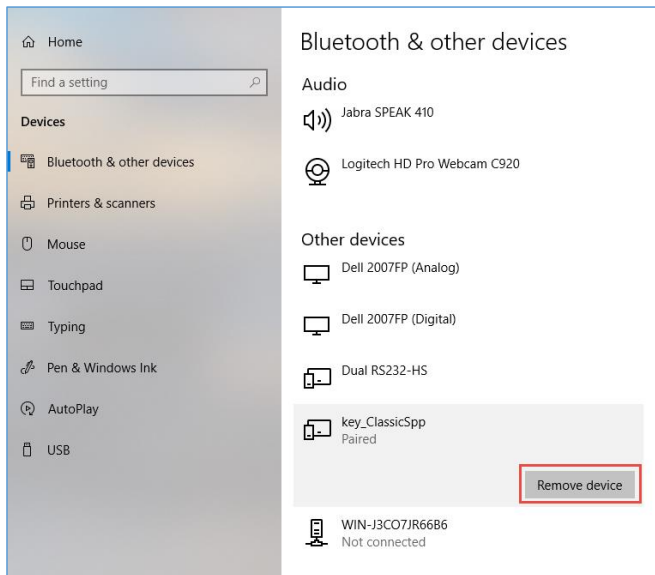 Home
Find a setting
Devices
Bluetooth & other devices
Printers & scanners
Mouse
Touchpad
Typing
Pen & Windows Ink
AutoPlay
USB
Bluetooth & other devices
Audio
Jabra SPEAK 410
Logitech HD Pro Webcam C920
Other devices
Dell 2007FP (Analog)
Dell 2007FP (Digital)
Dual RS232-HS
key_ClassicSpp
Paired
Remove device
WIN-J3CO7JR66B6
Not connected